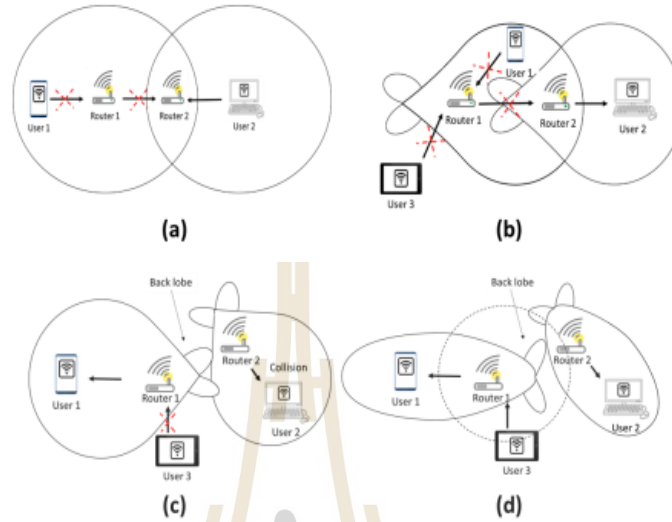 User 1
Router 1
Router 2
User 2
(a)
User 1
Router 1
Router 2
User 2
User 3
(b)
Back lobe
User 1
Router 1
Router 2
Collision
User 2
User 3
(c)
Back lobe
User 1
Router 1
Router 2
User 2
User 3
(d)